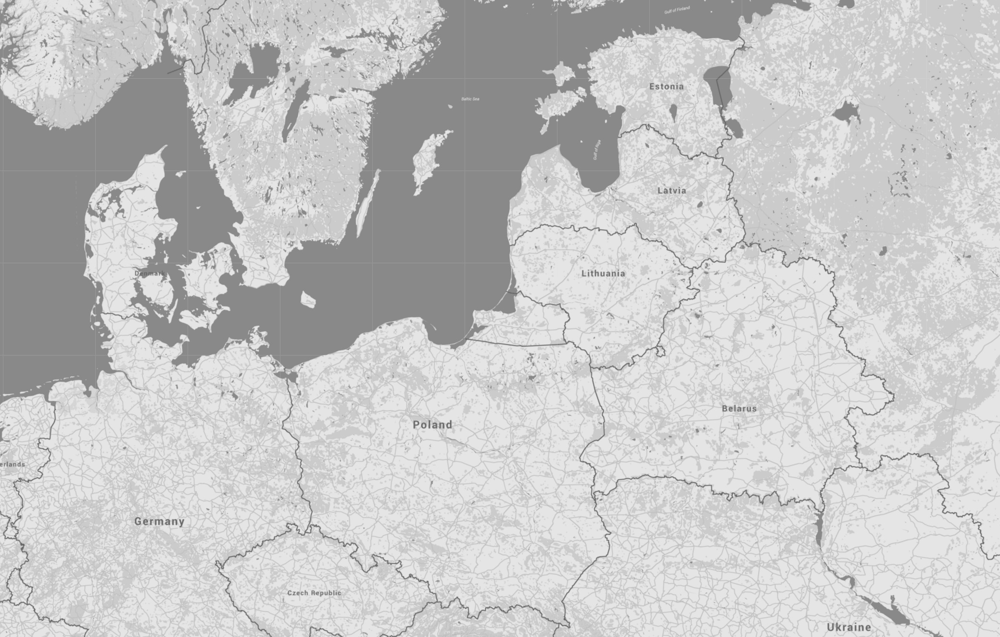 Gulf of Finland
Estonia
Baltic Sea
Gulf of Riga
Latvia
Denmark
Lithuania
Belarus
Poland
erlands
Germany
Czech Republic
Ukraine